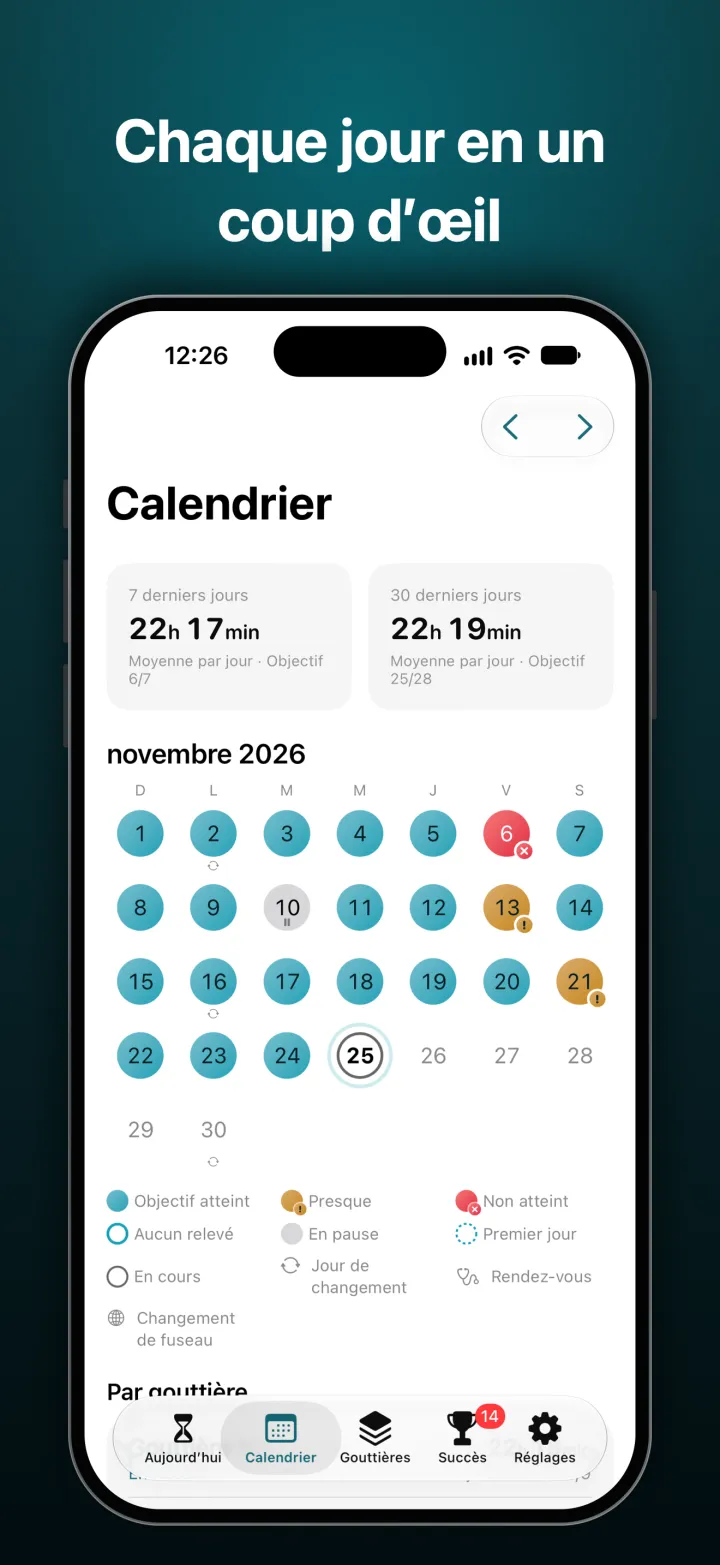 Chaque jour en un
coup d’œil
12:26
Calendrier
7 derniers jours
22h 17min
Moyenne par jour · Objectif
6/7
30 derniers jours
22h 19min
Moyenne par jour · Objectif
25/28
novembre 2026
D L M M J V S
1 2 3 4 5 6 7
8 9 10 11 12 13 14
15 16 17 18 19 20 21
22 23 24 25 26 27 28
29 30
Objectif atteint
Presque
Non atteint
Aucun relevé
En pause
Premier jour
En cours
Jour de
changement
Rendez-vous
Changement
de fuseau
Par gouttière
14
Aujourd’hui
Calendrier
Gouttières
Succès
Réglages